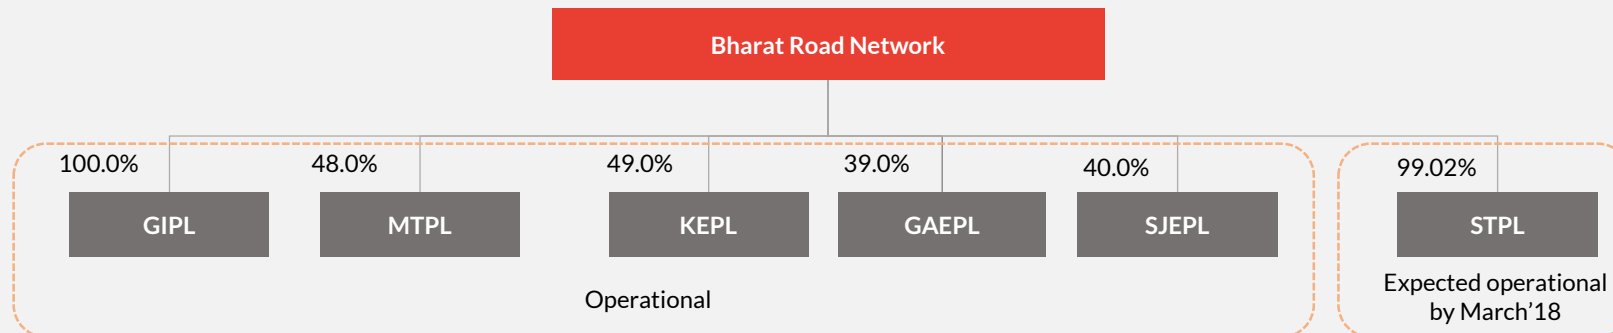 Bharat Road Network
100.0%
48.0%
49.0%
39.0%
40.0%
99.02%
GIPL
MTPL
KEPL
GAEPL
SJEPL
STPL
Operational
Expected operational
by March’18